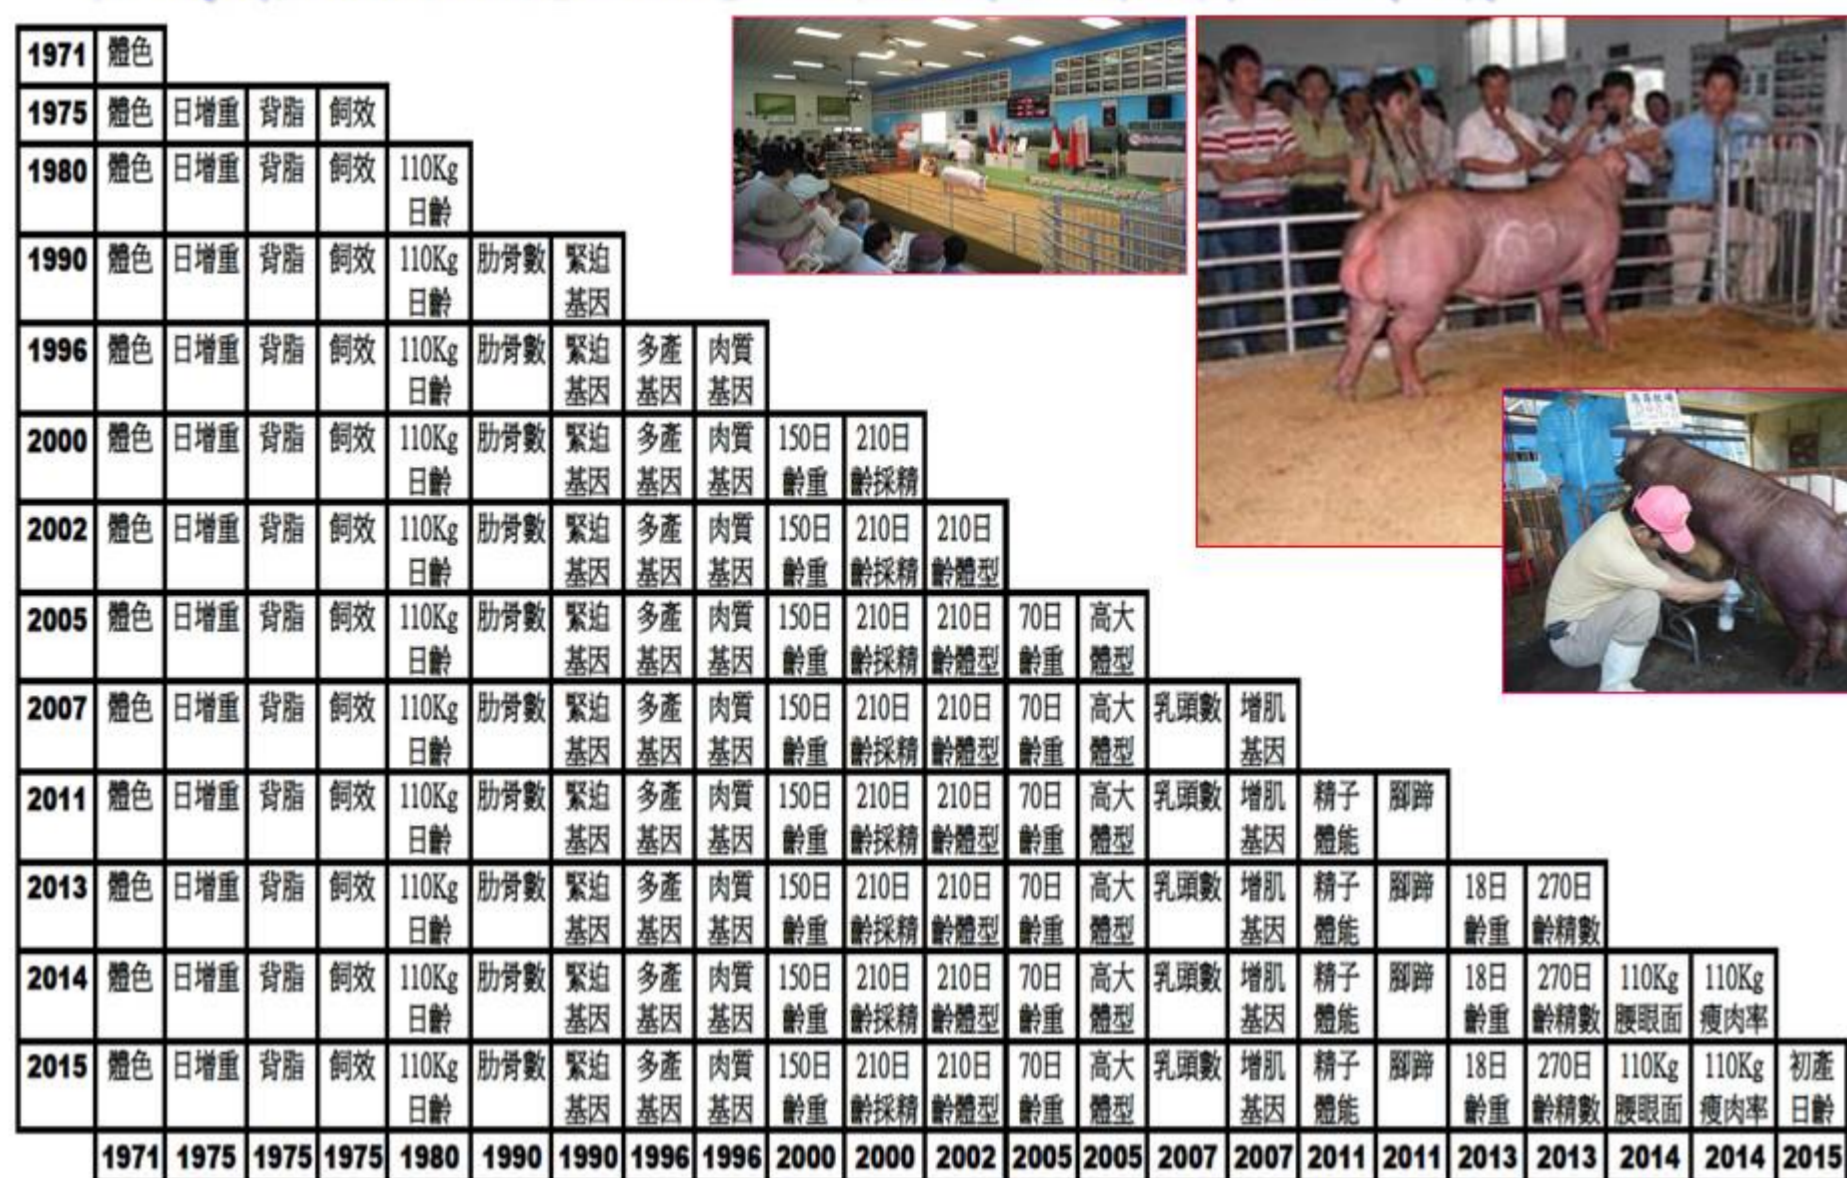 1971 體色
1975 體色 日增重 背脂 飼效
1980 體色 日增重 背脂 飼效 110Kg日齡
1990 體色 日增重 背脂 飼效 110Kg日齡 肋骨數 緊迫基因
1996 體色 日增重 背脂 飼效 110Kg日齡 肋骨數 緊迫基因 多產基因 肉質基因
2000 體色 日增重 背脂 飼效 110Kg日齡 肋骨數 緊迫基因 多產基因 肉質基因 150日齡重 210日齡採精
2002 體色 日增重 背脂 飼效 110Kg日齡 肋骨數 緊迫基因 多產基因 肉質基因 150日齡重 210日齡採精 210日齡體型
2005 體色 日增重 背脂 飼效 110Kg日齡 肋骨數 緊迫基因 多產基因 肉質基因 150日齡重 210日齡採精 210日齡體型 70日齡重 高大體型
2007 體色 日增重 背脂 飼效 110Kg日齡 肋骨數 緊迫基因 多產基因 肉質基因 150日齡重 210日齡採精 210日齡體型 70日齡重 高大體型 乳頭數 增肌基因
2011 體色 日增重 背脂 飼效 110Kg日齡 肋骨數 緊迫基因 多產基因 肉質基因 150日齡重 210日齡採精 210日齡體型 70日齡重 高大體型 乳頭數 增肌基因 精子體能 腳蹄
2013 體色 日增重 背脂 飼效 110Kg日齡 肋骨數 緊迫基因 多產基因 肉質基因 150日齡重 210日齡採精 210日齡體型 70日齡重 高大體型 乳頭數 增肌基因 精子體能 腳蹄 18日齡重 270日齡精數
2014 體色 日增重 背脂 飼效 110Kg日齡 肋骨數 緊迫基因 多產基因 肉質基因 150日齡重 210日齡採精 210日齡體型 70日齡重 高大體型 乳頭數 增肌基因 精子體能 腳蹄 18日齡重 270日齡精數 110Kg腰眼面 110Kg瘦肉率
2015 體色 日增重 背脂 飼效 110Kg日齡 肋骨數 緊迫基因 多產基因 肉質基因 150日齡重 210日齡採精 210日齡體型 70日齡重 高大體型 乳頭數 增肌基因 精子體能 腳蹄 18日齡重 270日齡精數 110Kg腰眼面 110Kg瘦肉率 初產日齡
1971 1975 1975 1975 1980 1990 1990 1996 1996 2000 2000 2002 2005 2005 2007 2007 2011 2011 2013 2013 2014 2014 2015
63